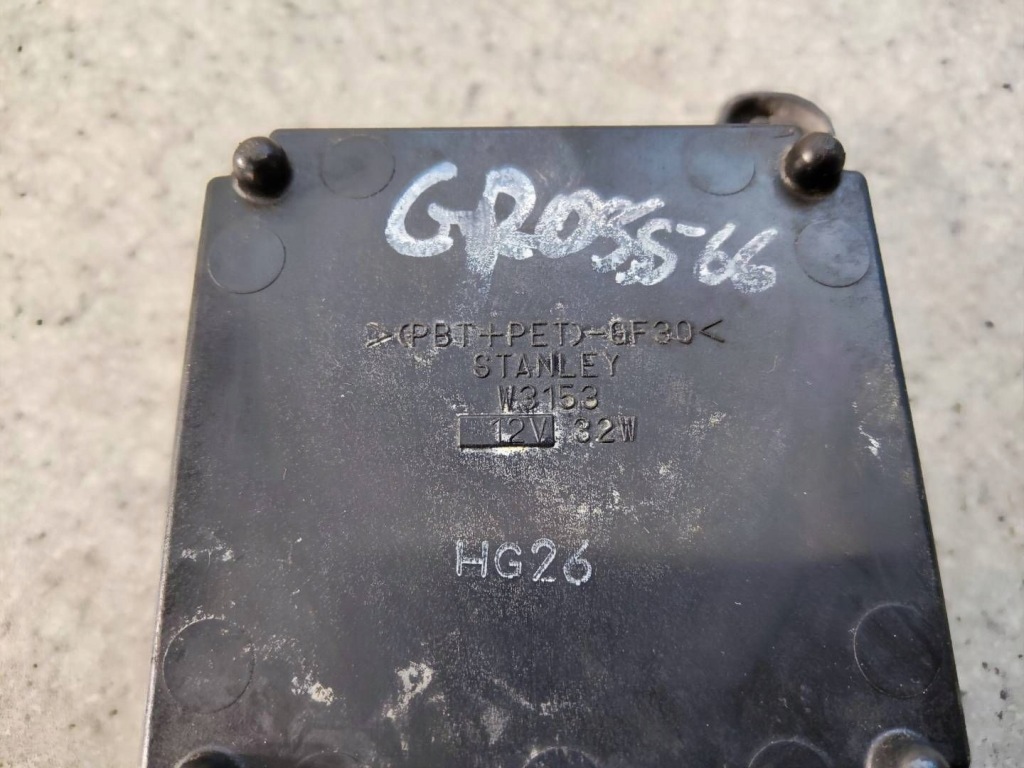 GROSS-66
>(PBT+PET)-GF30<
STANLEY
W3153
12V 32W
HG26